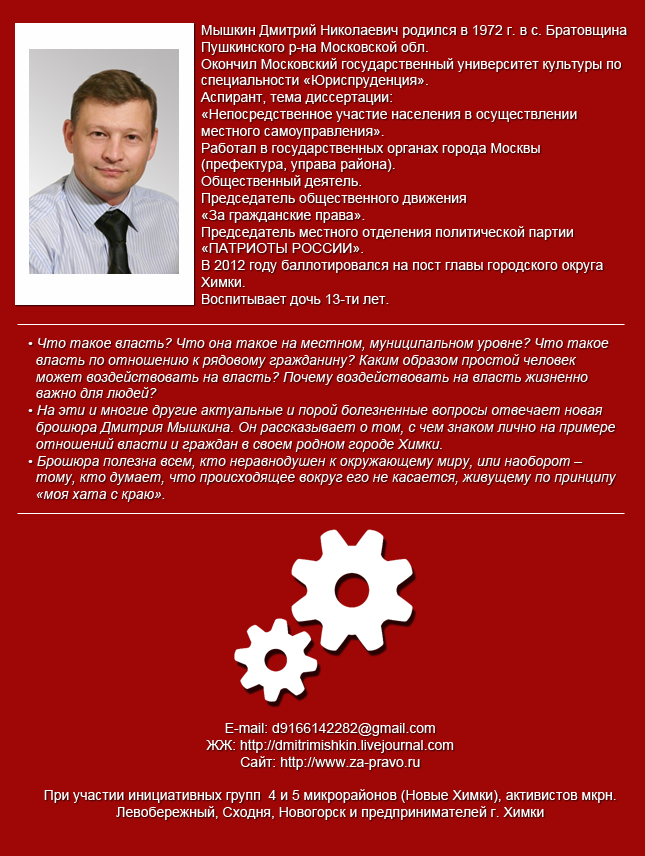 Мышкин Дмитрий Николаевич родился в 1972 г. в с. Братовщина
Пушкинского р-на Московской обл.
Окончил Московский государственный университет культуры по
специальности «Юриспруденция».
Аспирант, тема диссертации:
«Непосредственное участие населения в осуществлении
местного самоуправления».
Работал в государственных органах города Москвы
(префектура, управа района).
Общественный деятель.
Председатель общественного движения
«За гражданские права».
Председатель местного отделения политической партии
«ПАТРИОТЫ РОССИИ».
В 2012 году баллотировался на пост главы городского округа
Химки.
Воспитывает дочь 13-ти лет.
• Что такое власть? Что она такое на местном, муниципальном уровне? Что такое
власть по отношению к рядовому гражданину? Каким образом простой человек
может воздействовать на власть? Почему воздействовать на власть жизненно
важно для людей?
• На эти и многие другие актуальные и порой болезненные вопросы отвечает новая
брошюра Дмитрия Мышкина. Он рассказывает о том, с чем знаком лично на примере
отношений власти и граждан в своем родном городе Химки.
• Брошюра полезна всем, кто неравнодушен к окружающему миру, или наоборот –
тому, кто думает, что происходящее вокруг его не касается, живущему по принципу
«моя хата с краю».
E-mail: d9166142282@gmail.com
ЖЖ: http://dmitrimishkin.livejournal.com
Сайт: http://www.za-pravo.ru
При участии инициативных групп 4 и 5 микрорайонов (Новые Химки), активистов мкрн.
Левобережный, Сходня, Новогорск и предпринимателей г. Химки